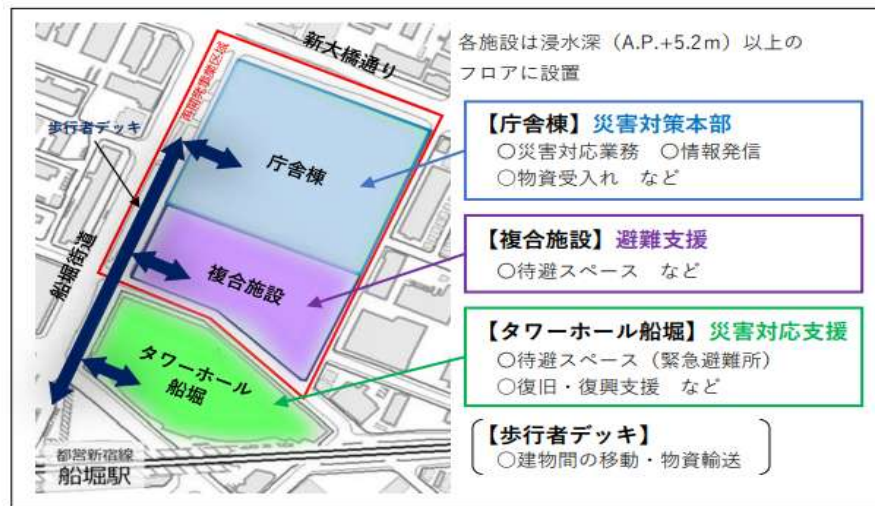 新大橋通り
再開発事業区域
歩行者デッキ
庁舎棟
船堀街道
複合施設
タワーホール
船堀
都営新宿線
船堀駅
各施設は浸水深（A.P.+5.2m）以上の
フロアに設置
【庁舎棟】災害対策本部
○災害対応業務　○情報発信
○物資受入れ　など
【複合施設】避難支援
○待避スペース　など
【タワーホール船堀】災害対応支援
○待避スペース（緊急避難所）
○復旧・復興支援　など
【歩行者デッキ】
○建物間の移動・物資輸送